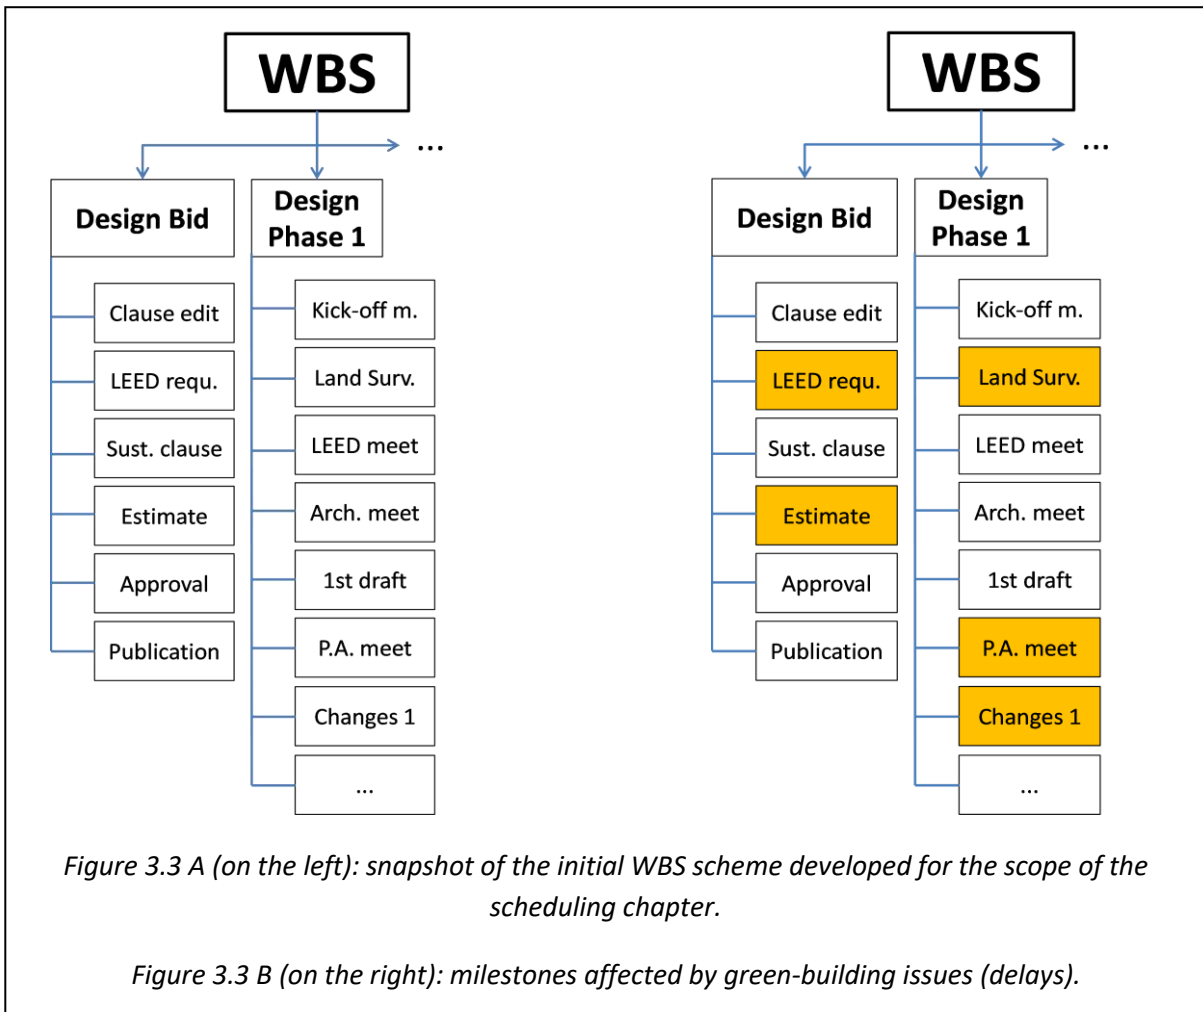 WBS
...
Design Bid
Design
Phase 1
Clause edit
LEED requ.
Sust. clause
Estimate
Approval
Publication
Kick-off m.
Land Surv.
LEED meet
Arch. meet
1st draft
P.A. meet
Changes 1
...
WBS
...
Design Bid
Design
Phase 1
Clause edit
LEED requ.
Sust. clause
Estimate
Approval
Publication
Kick-off m.
Land Surv.
LEED meet
Arch. meet
1st draft
P.A. meet
Changes 1
...
Figure 3.3 A (on the left): snapshot of the initial WBS scheme developed for the scope of the
scheduling chapter.
Figure 3.3 B (on the right): milestones affected by green-building issues (delays).